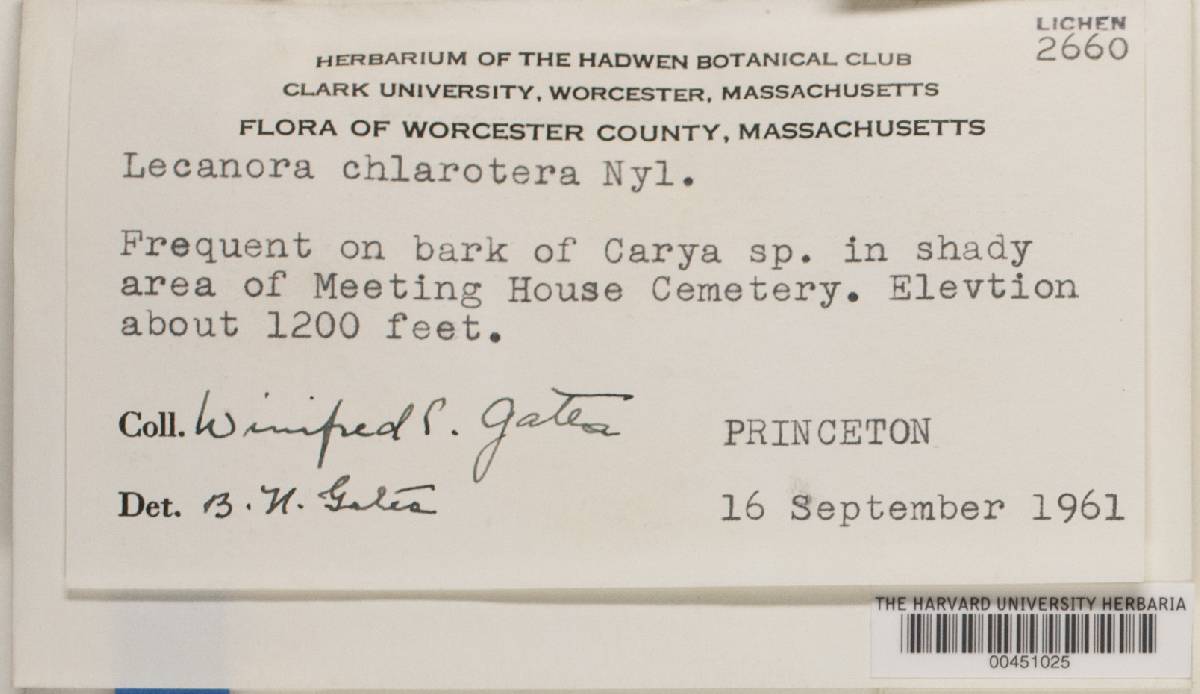 LICHEN
2660
HERBARIUM OF THE HADWEN BOTANICAL CLUB
CLARK UNIVERSITY, WORCESTER, MASSACHUSETTS
FLORA OF WORCESTER COUNTY, MASSACHUSETTS
Lecanora chlarotera Nyl.
Frequent on bark of Carya sp. in shady
area of Meeting House Cemetery. Elevtion
about 1200 feet.
Coll. Winifred P. Gates
PRINCETON
Det. B. N. Gates
16 September 1961
THE HARVARD UNIVERSITY HERBARIA
00451025